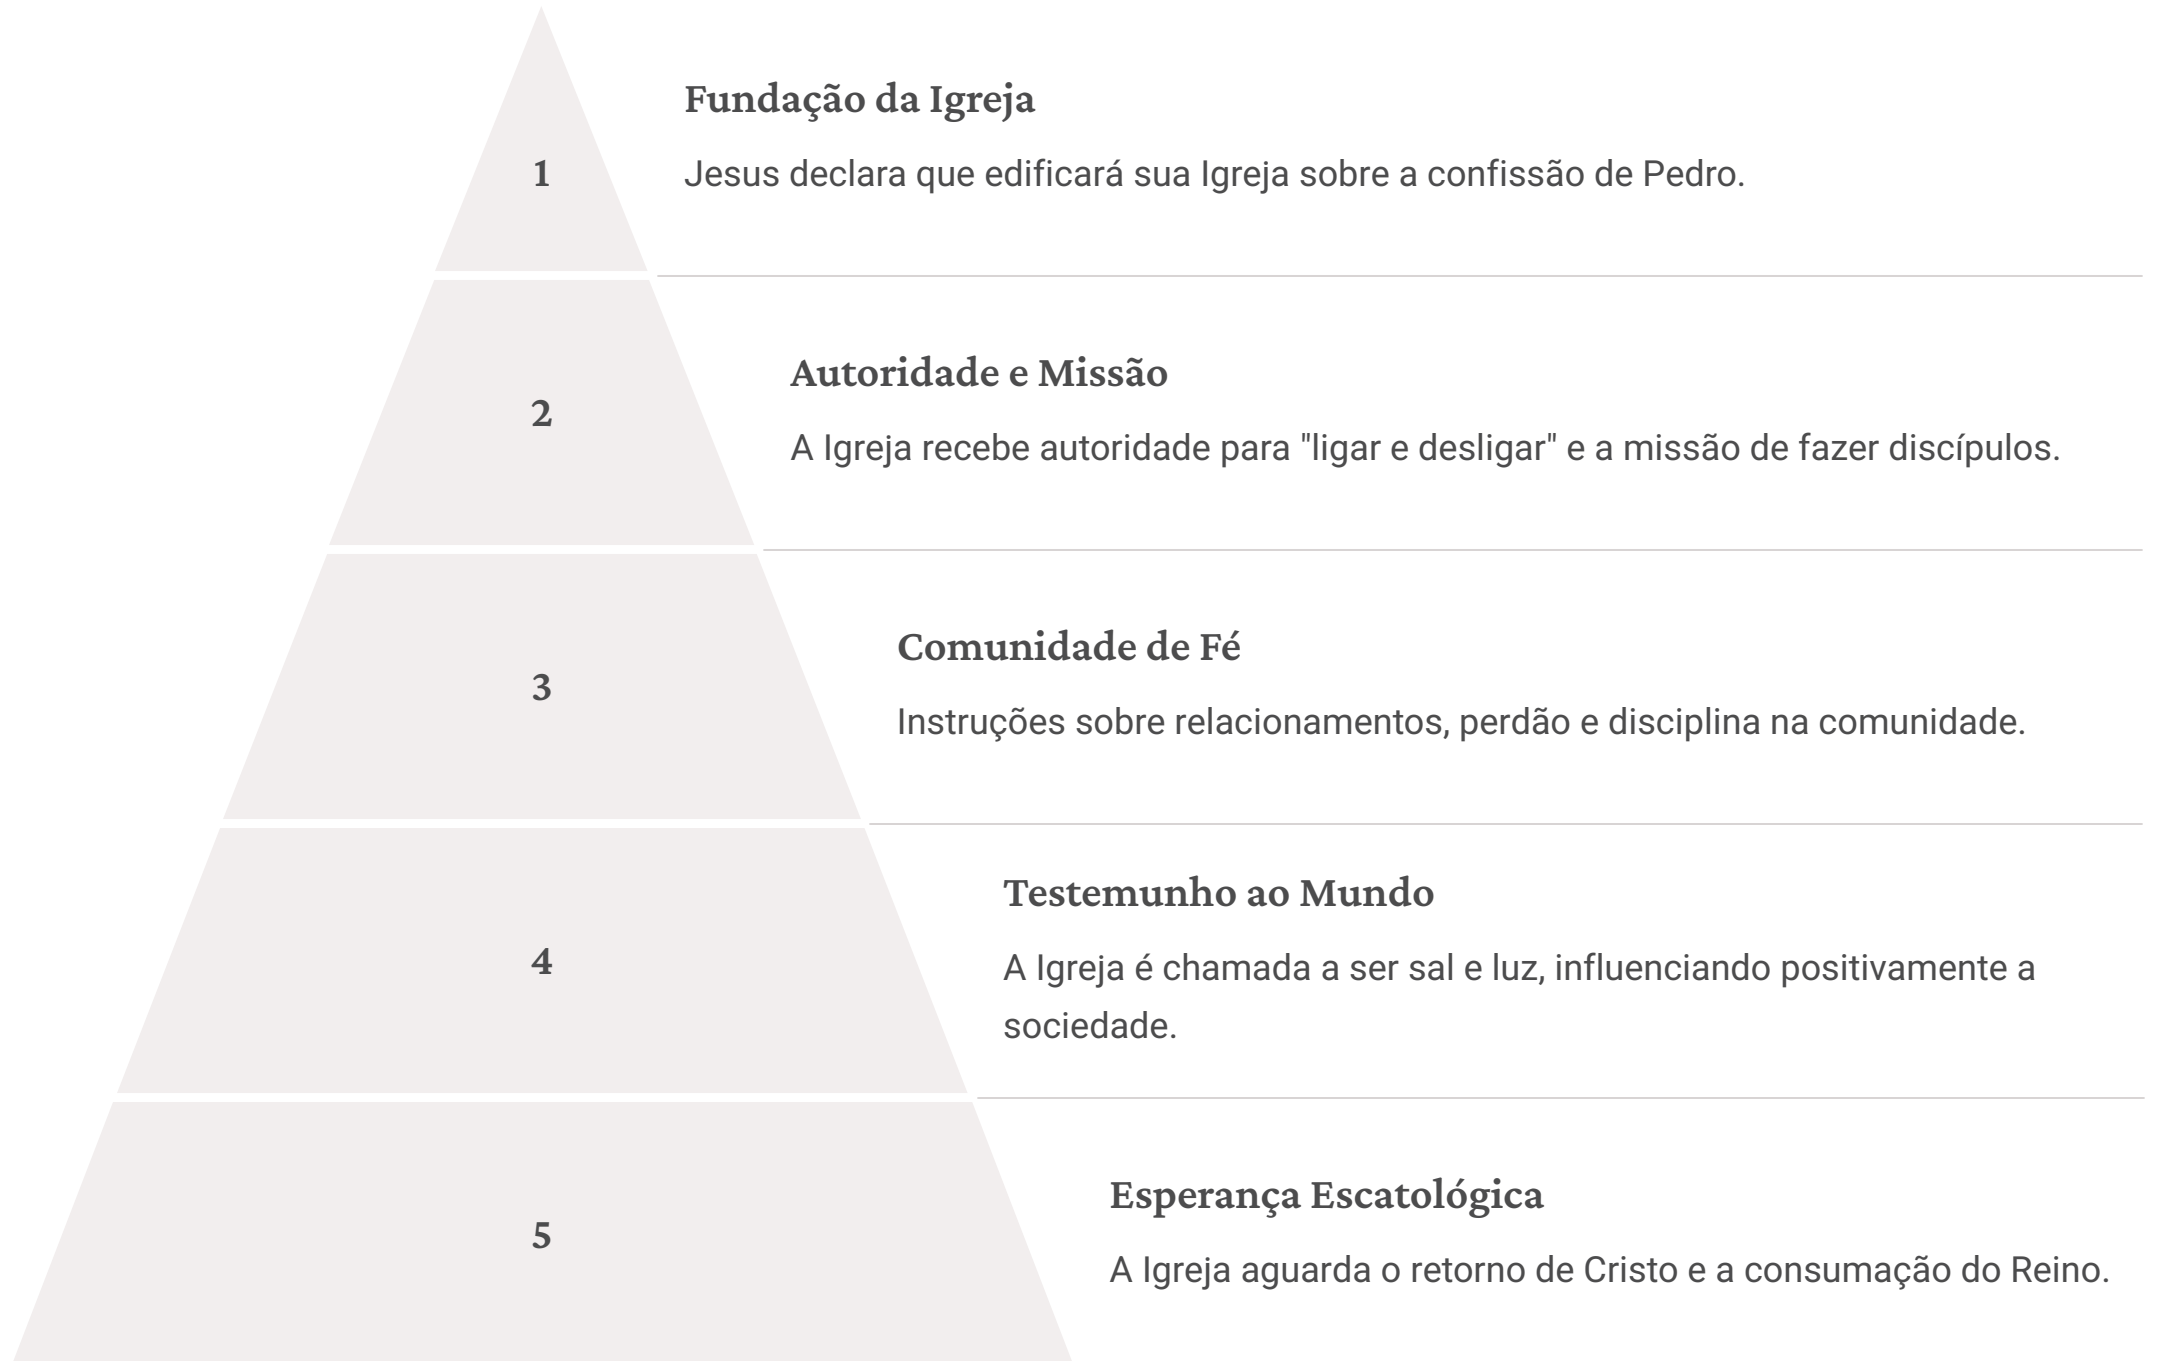 1
Fundação da Igreja
Jesus declara que edificará sua Igreja sobre a confissão de Pedro.
2
Autoridade e Missão
A Igreja recebe autoridade para "ligar e desligar" e a missão de fazer discípulos.
3
Comunidade de Fé
Instruções sobre relacionamentos, perdão e disciplina na comunidade.
4
Testemunho ao Mundo
A Igreja é chamada a ser sal e luz, influenciando positivamente a
sociedade.
5
Esperança Escatológica
A Igreja aguarda o retorno de Cristo e a consumação do Reino.